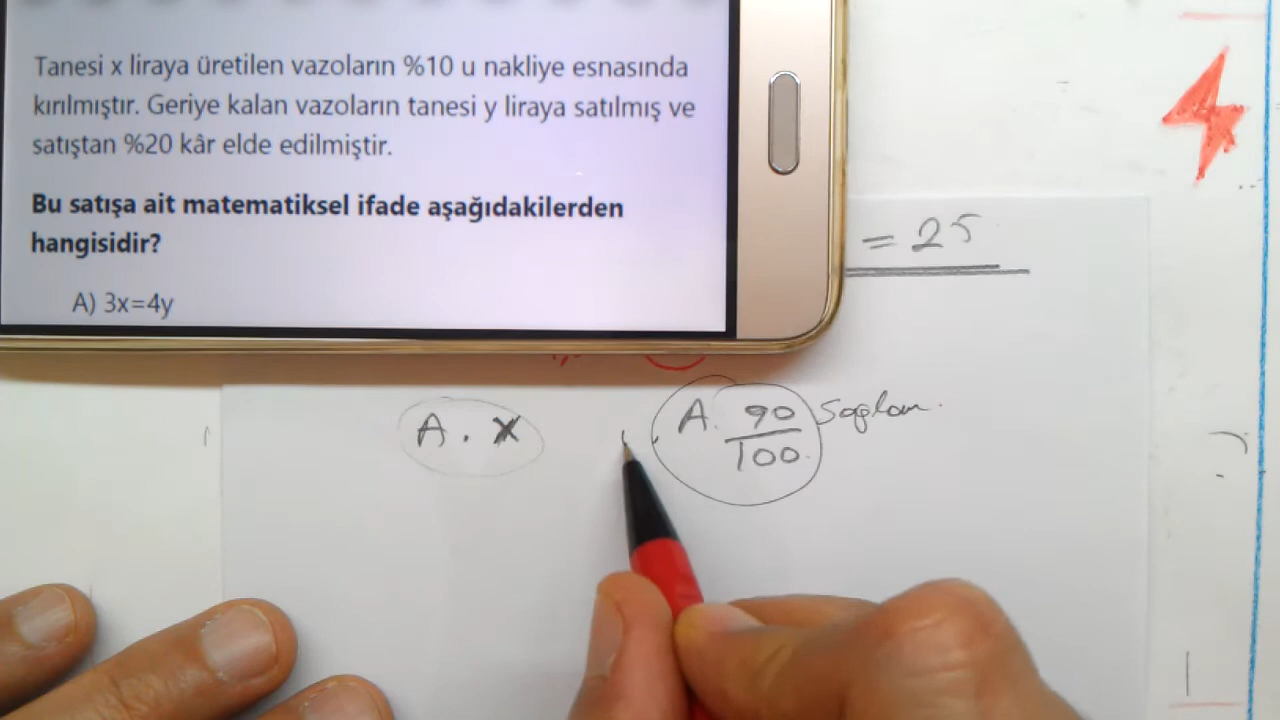 Tanesi x liraya üretilen vazoların %10 u nakliye esnasında
kırılmıştır. Geriye kalan vazoların tanesi y liraya satılmış ve
satıştan %20 kâr elde edilmiştir.
Bu satışa ait matematiksel ifade aşağıdakilerden
hangisidir?
A) 3x=4y
= 25
A . x
A. 90/100 Sağlam.